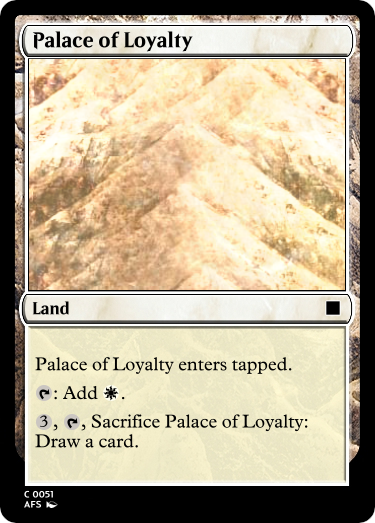 Palace of Loyalty
Land
Palace of Loyalty enters tapped.
: Add .
3, , Sacrifice Palace of Loyalty:
Draw a card.
C 0051
AFS